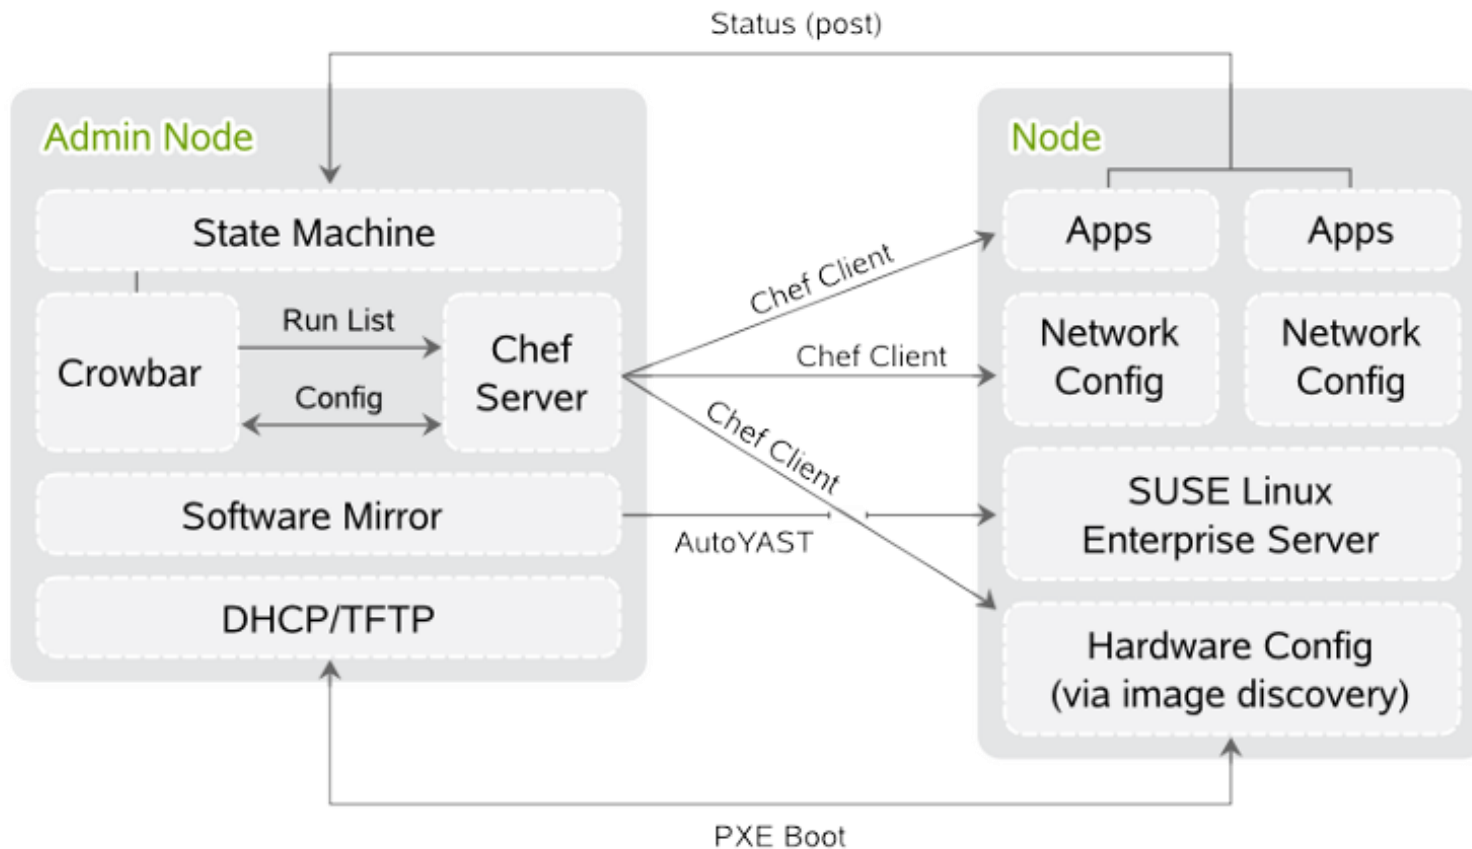 Status (post)
Admin Node
State Machine
Crowbar
Run List
Config
Chef
Server
Software Mirror
DHCP/TFTP
Chef Client
Chef Client
Chef Client
AutoYAST
Node
Apps
Apps
Network
Config
Network
Config
SUSE Linux
Enterprise Server
Hardware Config
(via image discovery)
PXE Boot